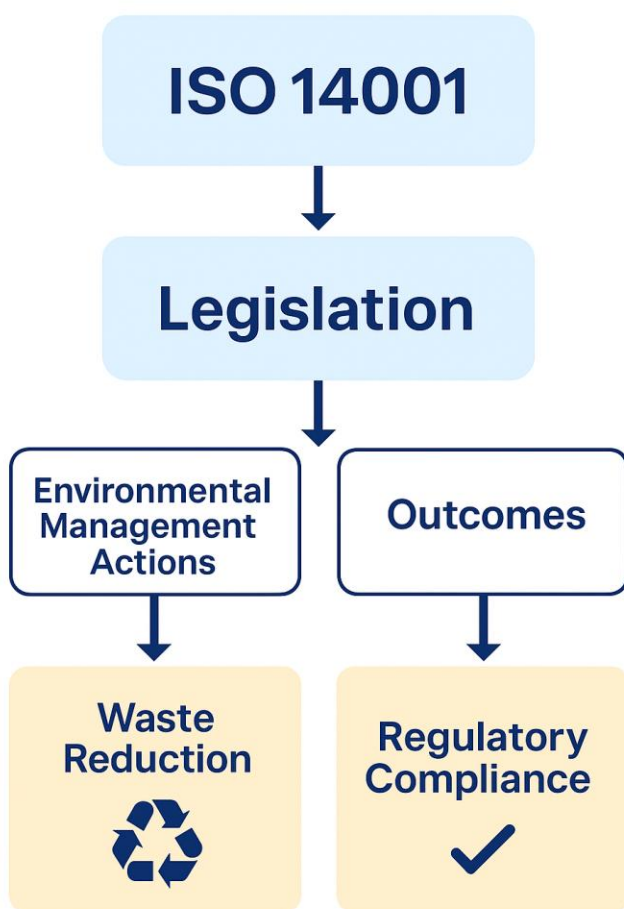 ISO 14001
Legislation
Environmental
Management
Actions
Outcomes
Waste
Reduction
Regulatory
Compliance